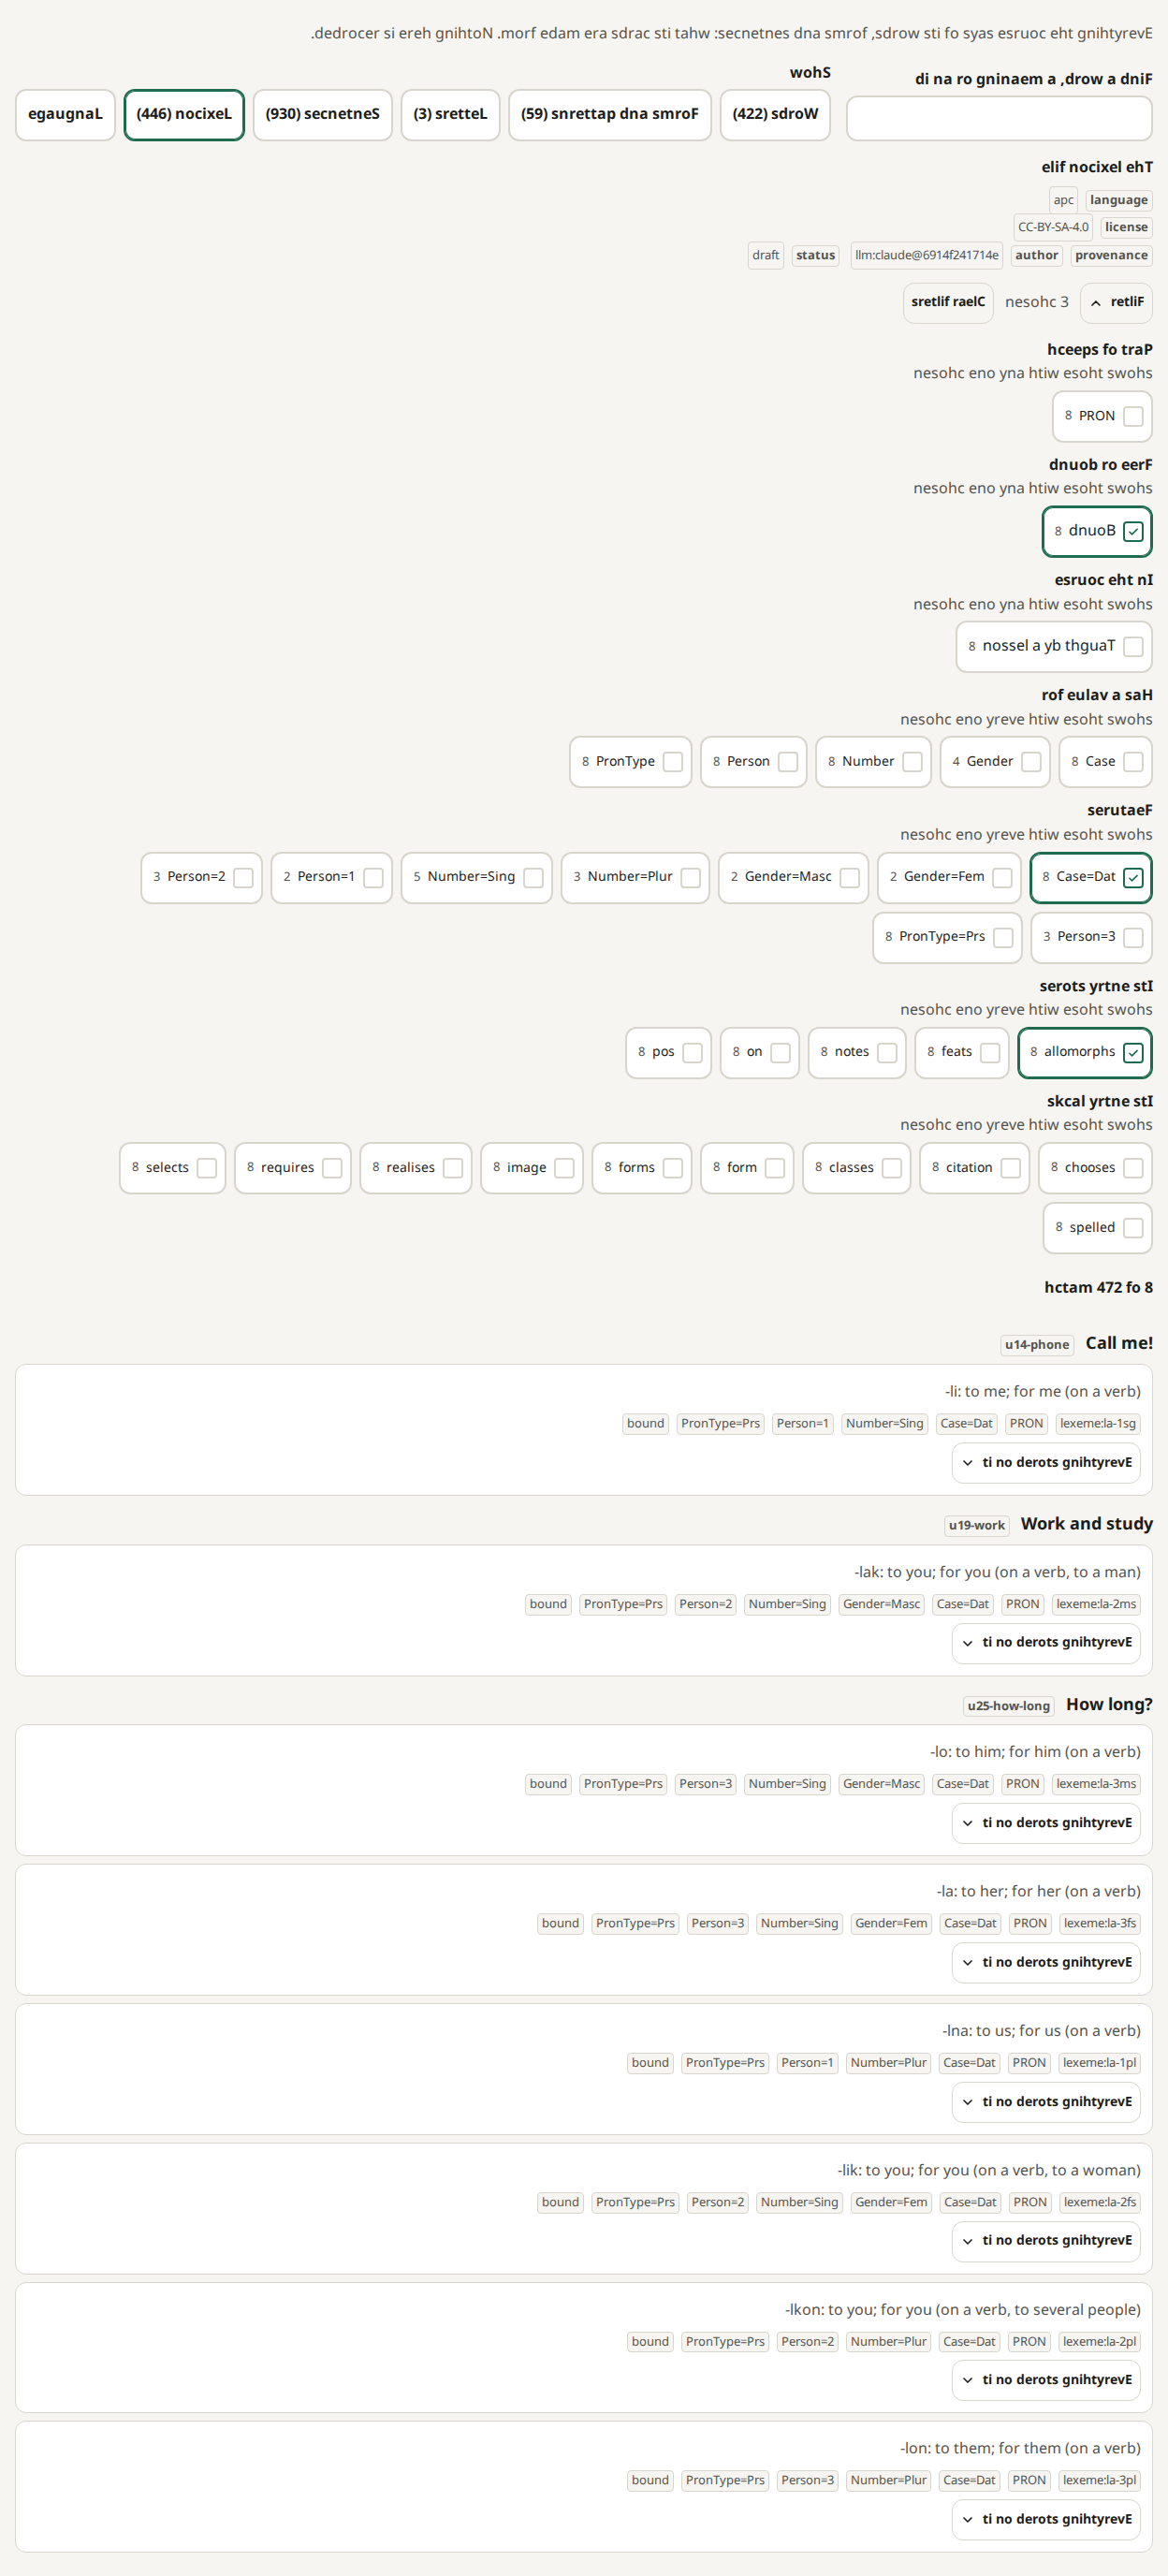 .dedrocer si ereh gnihtoN .mrof edam era sdrac sti tahw :secnetnes dna smrof ,sdrow sti fo syas esruoc eht gnihtyrevE
di na ro gninaem a ,drow a dniF
wohS
(422) sdroW
(59) snrettap dna smroF
(3) sretteL
(930) secnetneS
(446) nocixeL
egaugnaL
elif nocixel ehT
language apc
license CC-BY-SA-4.0
provenance author llm:claude@6914f241714e status draft
retliF
nesohc 3
sretlif raelC
hceeps fo traP
nesohc eno yna htiw esoht swohs
PRON 8
dnuob ro eerF
nesohc eno yna htiw esoht swohs
dnuoB 8
esruoc eht nI
nesohc eno yna htiw esoht swohs
nossel a yb thguaT 8
rof eulav a saH
nesohc eno yreve htiw esoht swohs
Case 8
Gender 4
Number 8
Person 8
PronType 8
serutaeF
nesohc eno yreve htiw esoht swohs
Case=Dat 8
Gender=Fem 2
Gender=Masc 2
Number=Plur 3
Number=Sing 5
Person=1 2
Person=2 3
Person=3 3
PronType=Prs 8
serots yrtne stI
nesohc eno yreve htiw esoht swohs
allomorphs 8
feats 8
notes 8
on 8
pos 8
skcal yrtne stI
nesohc eno yreve htiw esoht swohs
chooses 8
citation 8
classes 8
form 8
forms 8
image 8
realises 8
requires 8
selects 8
spelled 8
hctam 472 fo 8
Call me! u14-phone
-li: to me; for me (on a verb)
lexeme:la-1sg PRON Case=Dat Number=Sing Person=1 PronType=Prs bound
ti no derots gnihtyrevE
Work and study u19-work
-lak: to you; for you (on a verb, to a man)
lexeme:la-2ms PRON Case=Dat Gender=Masc Number=Sing Person=2 PronType=Prs bound
ti no derots gnihtyrevE
How long? u25-how-long
-lo: to him; for him (on a verb)
lexeme:la-3ms PRON Case=Dat Gender=Masc Number=Sing Person=3 PronType=Prs bound
ti no derots gnihtyrevE
-la: to her; for her (on a verb)
lexeme:la-3fs PRON Case=Dat Gender=Fem Number=Sing Person=3 PronType=Prs bound
ti no derots gnihtyrevE
-lna: to us; for us (on a verb)
lexeme:la-1pl PRON Case=Dat Number=Plur Person=1 PronType=Prs bound
ti no derots gnihtyrevE
-lik: to you; for you (on a verb, to a woman)
lexeme:la-2fs PRON Case=Dat Gender=Fem Number=Sing Person=2 PronType=Prs bound
ti no derots gnihtyrevE
-lkon: to you; for you (on a verb, to several people)
lexeme:la-2pl PRON Case=Dat Number=Plur Person=2 PronType=Prs bound
ti no derots gnihtyrevE
-lon: to them; for them (on a verb)
lexeme:la-3pl PRON Case=Dat Number=Plur Person=3 PronType=Prs bound
ti no derots gnihtyrevE